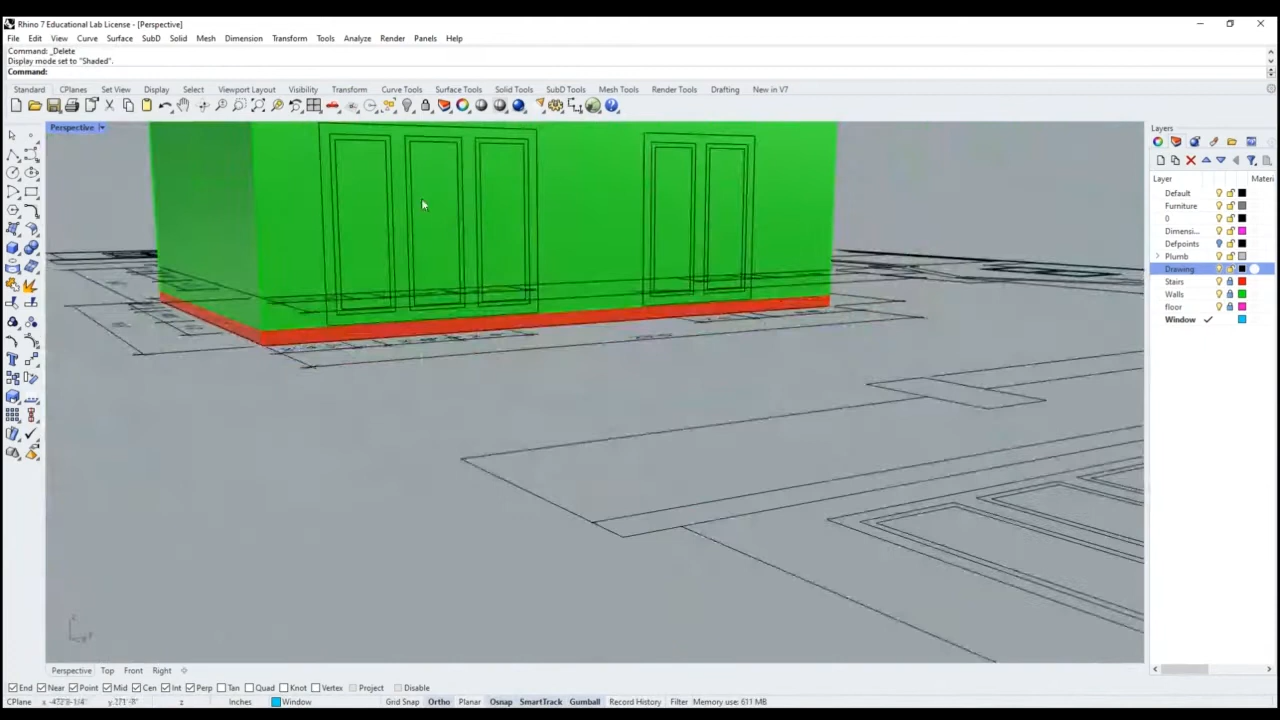 Rhino 7 Educational Lab License - [Perspective]
File Edit View Curve Surface SubD Solid Mesh Dimension Transform Tools Analyze Render Panels Help
Command: _Delete
Display mode set to "Shaded".
Command:
Standard CPlanes Set View Display Select Viewport Layout Visibility Transform Curve Tools Surface Tools Solid Tools SubD Tools Mesh Tools Render Tools Drafting New in V7
Perspective
Layers
Layer Materi
Default
Furniture
0
Dimensi...
Defpoints
Plumb
Drawing
Stairs
Walls
floor
Window
Perspective Top Front Right
End Near Point Mid Cen Int Perp Tan Quad Knot Vertex Project Disable
CPlane z Inches Window Grid Snap Ortho Planar Osnap SmartTrack Gumball Record History Filter Memory use: 611 MB